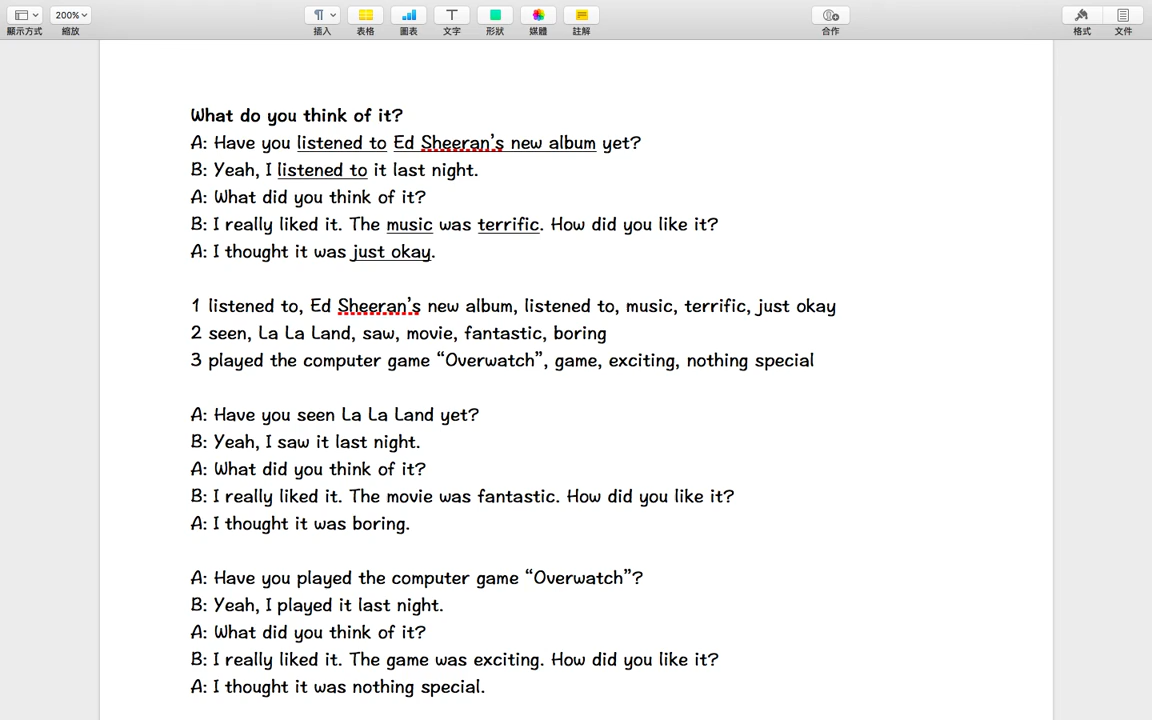 200%
顯示方式
縮放
插入
表格
圖表
文字
形狀
媒體
註解
合作
格式
文件
What do you think of it?
A: Have you listened to Ed Sheeran's new album yet?
B: Yeah, I listened to it last night.
A: What did you think of it?
B: I really liked it. The music was terrific. How did you like it?
A: I thought it was just okay.
1 listened to, Ed Sheeran's new album, listened to, music, terrific, just okay
2 seen, La La Land, saw, movie, fantastic, boring
3 played the computer game “Overwatch”, game, exciting, nothing special
A: Have you seen La La Land yet?
B: Yeah, I saw it last night.
A: What did you think of it?
B: I really liked it. The movie was fantastic. How did you like it?
A: I thought it was boring.
A: Have you played the computer game “Overwatch”?
B: Yeah, I played it last night.
A: What did you think of it?
B: I really liked it. The game was exciting. How did you like it?
A: I thought it was nothing special.